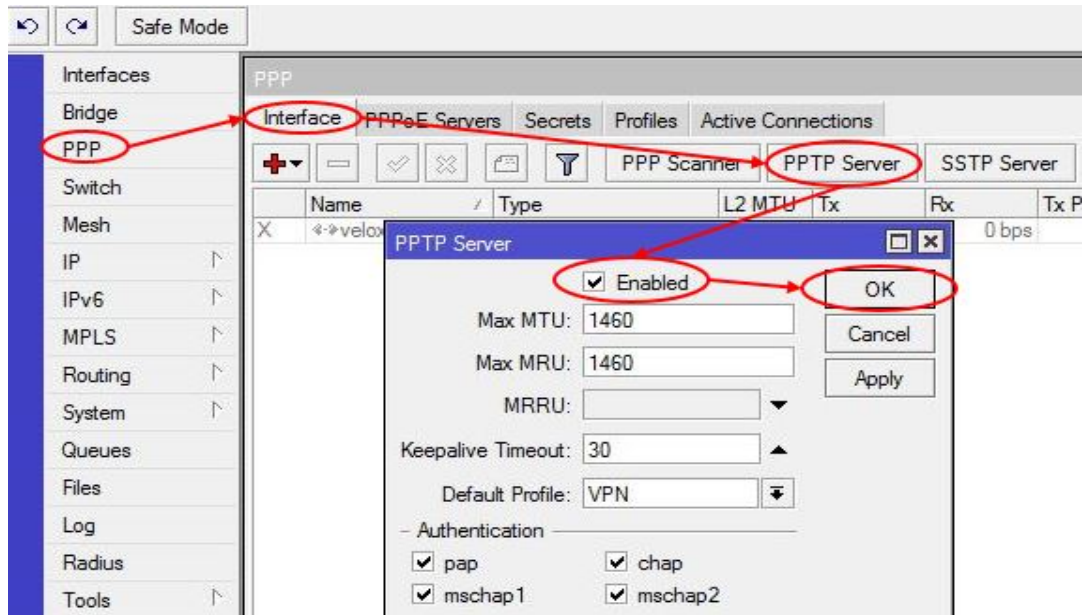 Safe Mode
Interfaces
Bridge
PPP
Switch
Mesh
IP
IPv6
MPLS
Routing
System
Queues
Files
Log
Radius
Tools
PPP
Interface PPPoE Servers Secrets Profiles Active Connections
PPP Scanner PPTP Server SSTP Server
Name Type L2 MTU Tx Rx Tx P
X velox 0 bps
PPTP Server
Enabled
OK
Max MTU: 1460
Cancel
Max MRU: 1460
Apply
MRRU:
Keepalive Timeout: 30
Default Profile: VPN
Authentication
pap chap
mschap1 mschap2